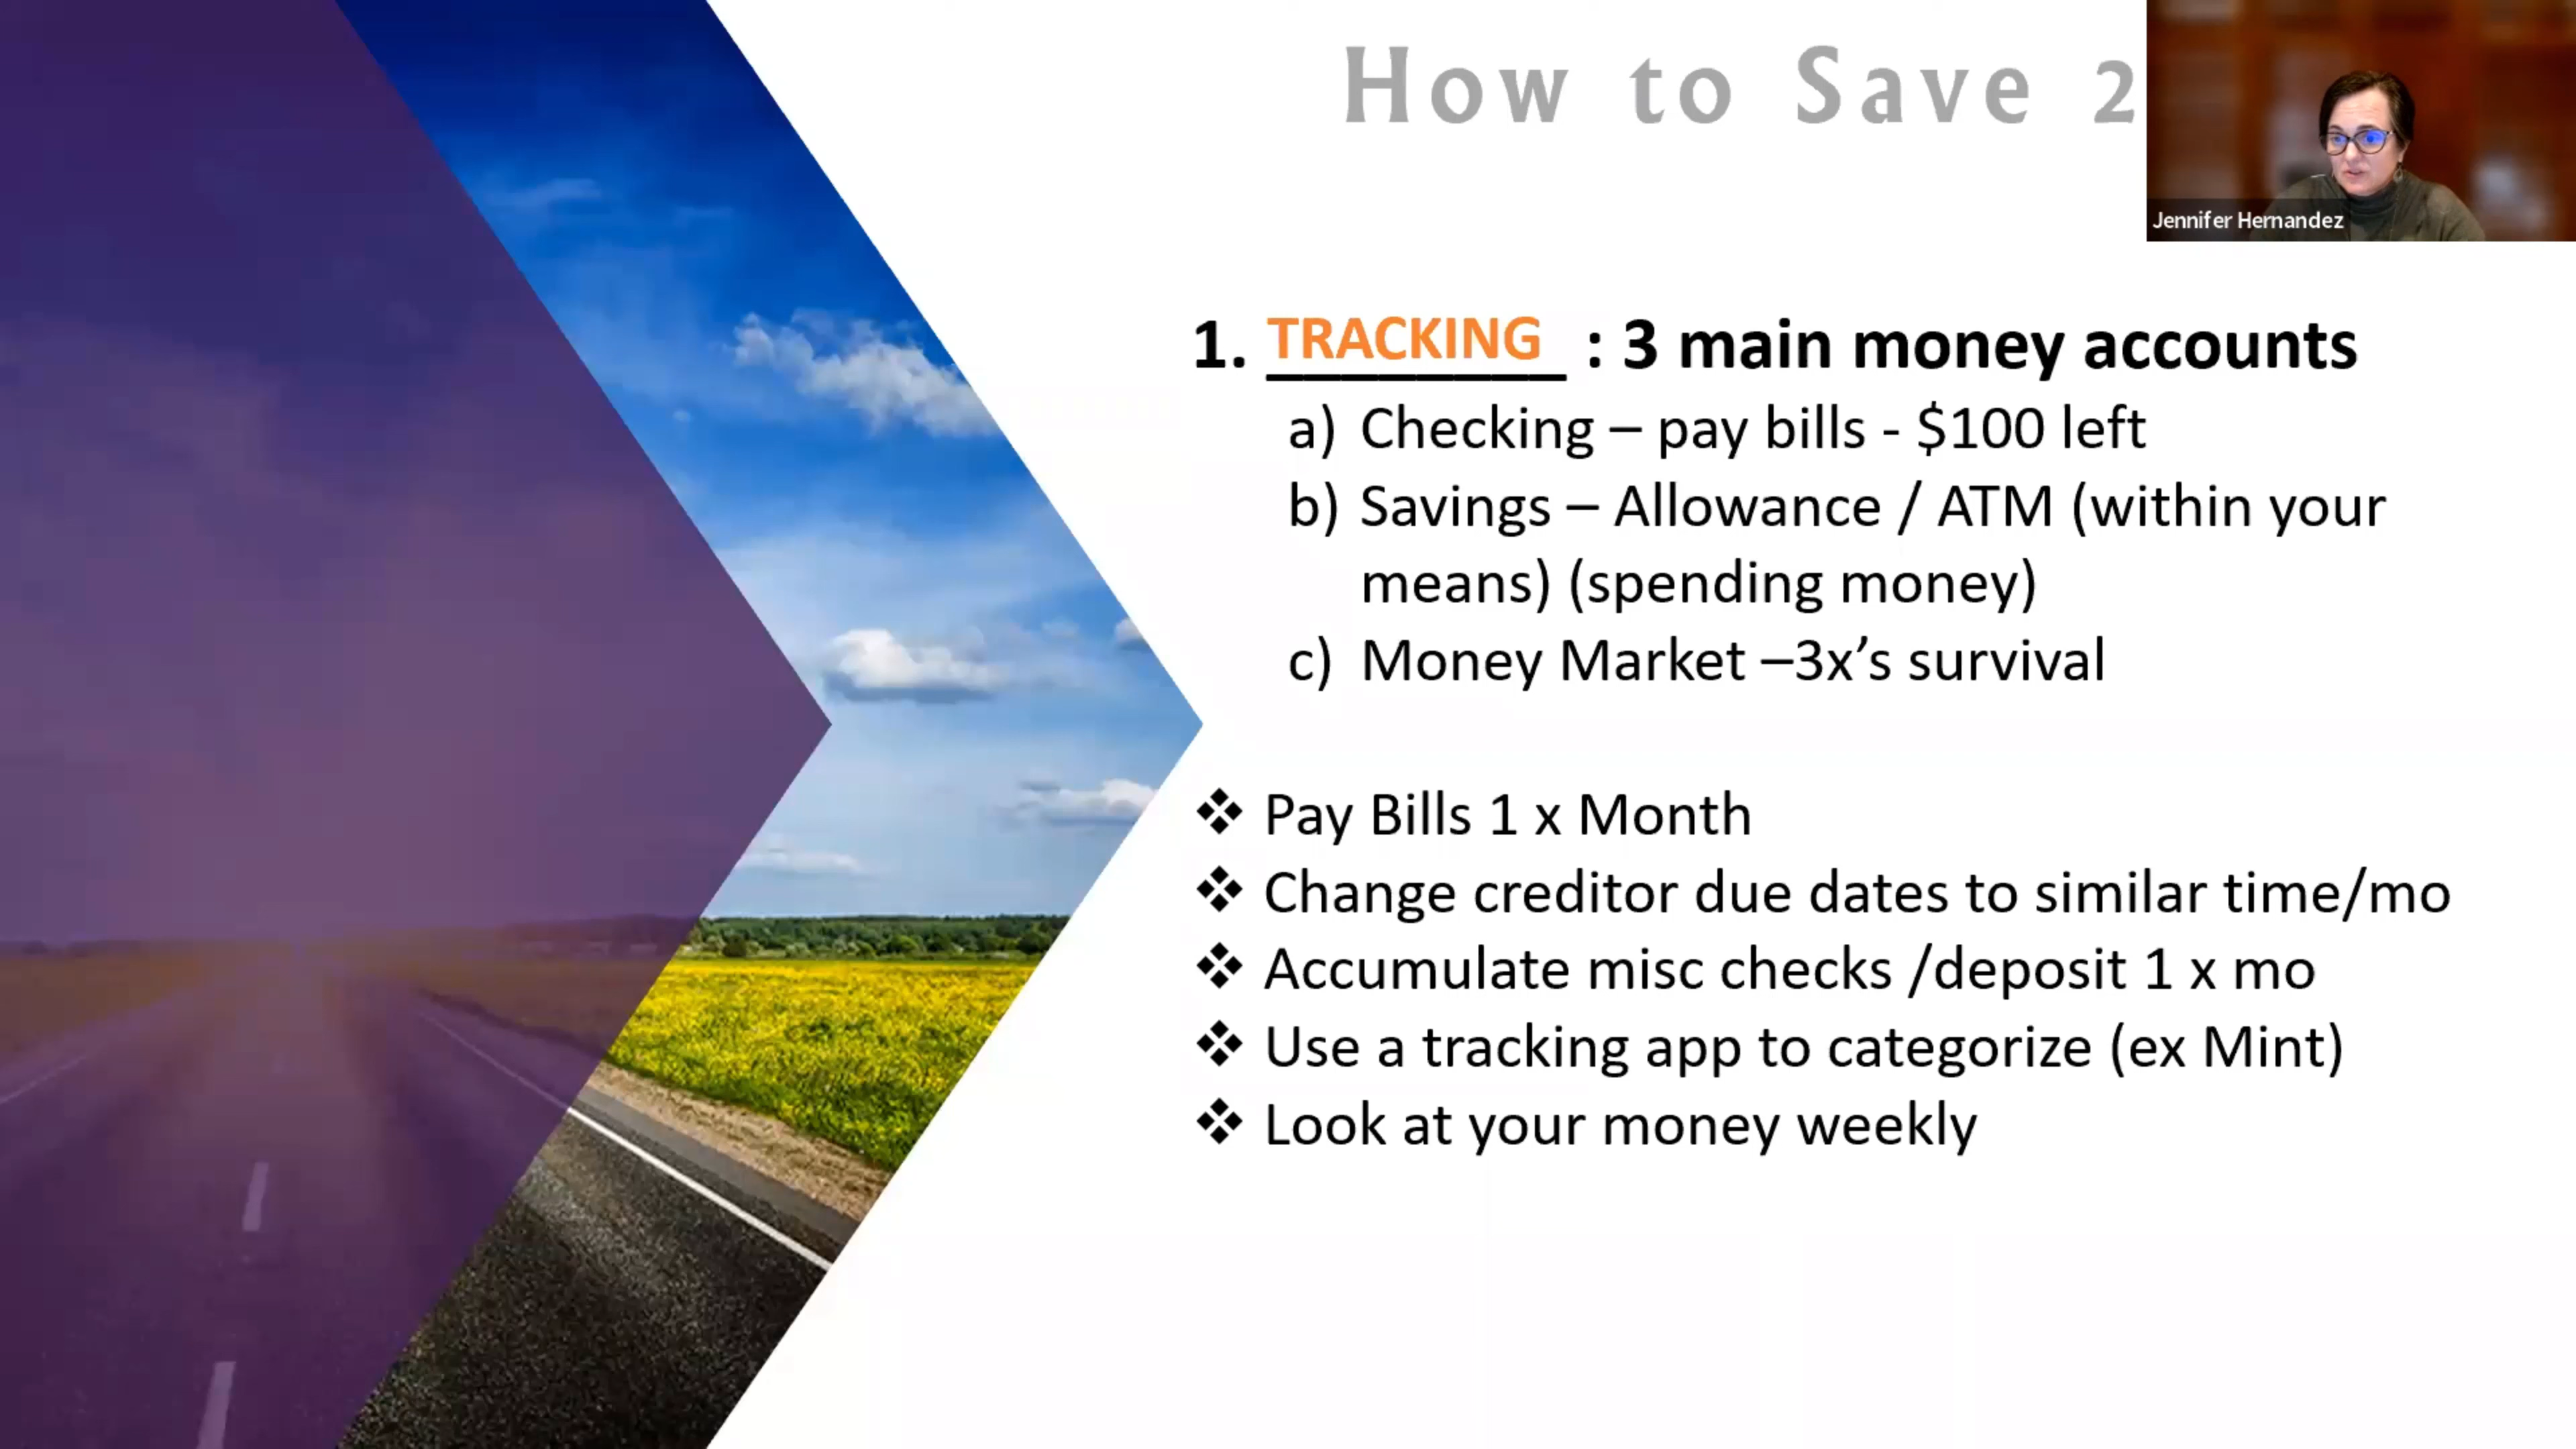 How to Save 2
Jennifer Hernandez
1. TRACKING : 3 main money accounts
a) Checking – pay bills - $100 left
b) Savings – Allowance / ATM (within your
means) (spending money)
c) Money Market –3x’s survival
❖ Pay Bills 1 x Month
❖ Change creditor due dates to similar time/mo
❖ Accumulate misc checks /deposit 1 x mo
❖ Use a tracking app to categorize (ex Mint)
❖ Look at your money weekly